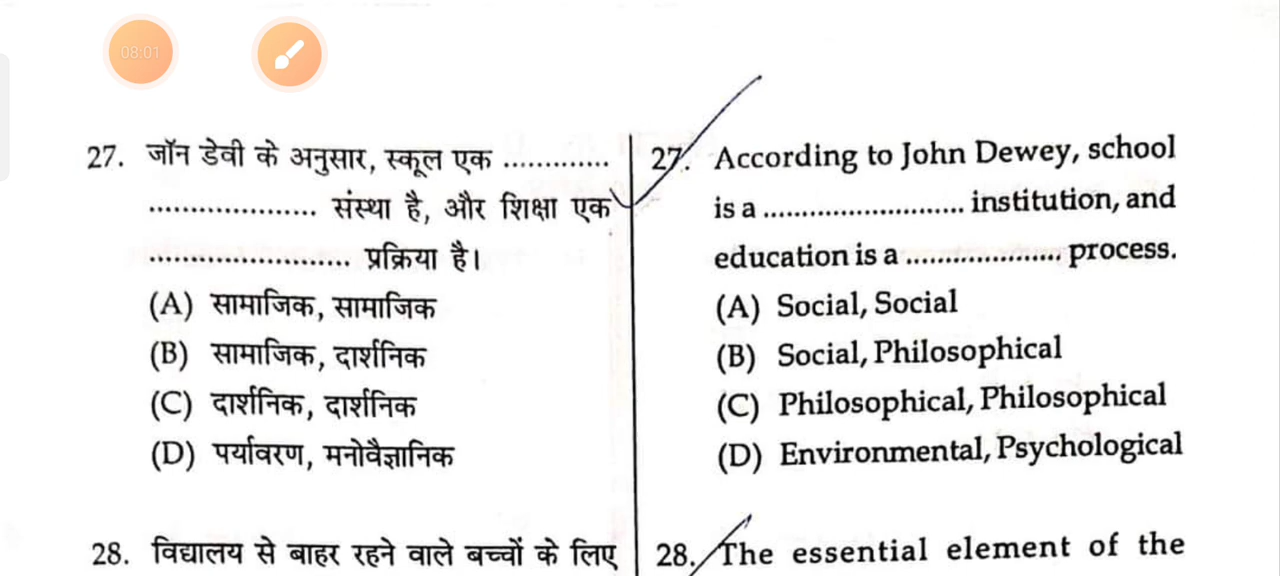 08:01
27. जॉन डेवी के अनुसार, स्कूल एक .............
..................... संस्था है, और शिक्षा एक
.......................... प्रक्रिया है।
(A) सामाजिक, सामाजिक
(B) सामाजिक, दार्शनिक
(C) दार्शनिक, दार्शनिक
(D) पर्यावरण, मनोवैज्ञानिक
28. विद्यालय से बाहर रहने वाले बच्चों के लिए
27. According to John Dewey, school
is a .......................... institution, and
education is a .................... process.
(A) Social, Social
(B) Social, Philosophical
(C) Philosophical, Philosophical
(D) Environmental, Psychological
28. The essential element of the